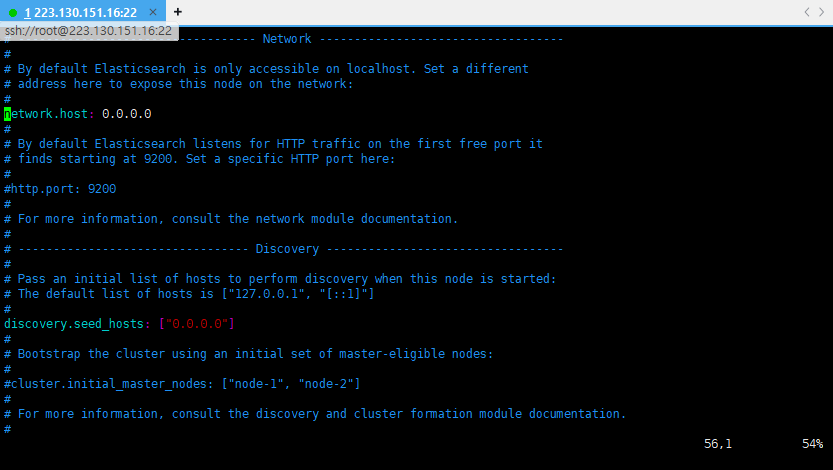 1 223.130.151.16:22 × +
ssh://root@223.130.151.16:22
---------- Network -----------------------------------
#
# By default Elasticsearch is only accessible on localhost. Set a different
# address here to expose this node on the network:
#
network.host: 0.0.0.0
#
# By default Elasticsearch listens for HTTP traffic on the first free port it
# finds starting at 9200. Set a specific HTTP port here:
#
#http.port: 9200
#
# For more information, consult the network module documentation.
#
# --------------------------------- Discovery ----------------------------------
#
# Pass an initial list of hosts to perform discovery when this node is started:
# The default list of hosts is ["127.0.0.1", "[::1]"]
#
discovery.seed_hosts: ["0.0.0.0"]
#
# Bootstrap the cluster using an initial set of master-eligible nodes:
#
#cluster.initial_master_nodes: ["node-1", "node-2"]
#
# For more information, consult the discovery and cluster formation module documentation.
#
56,1 54%